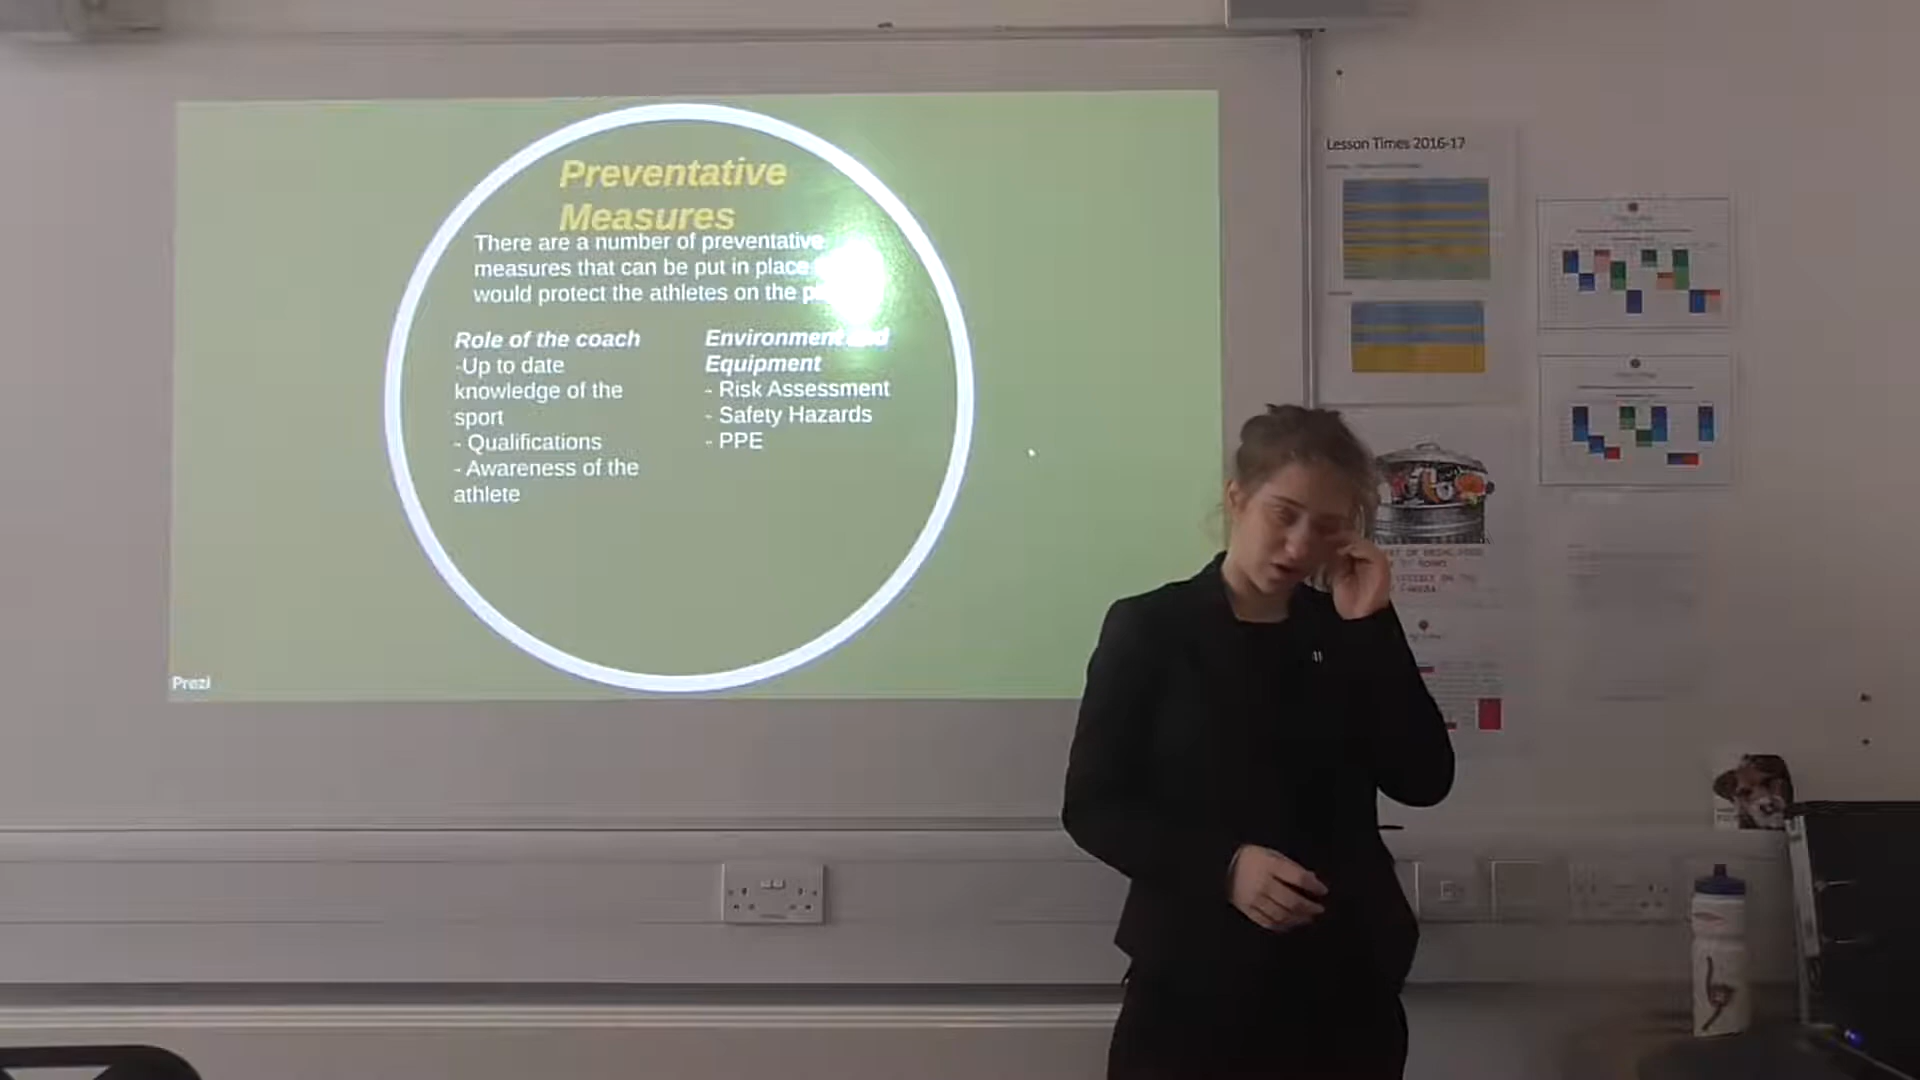 Preventative
Measures
There are a number of preventative
measures that can be put in place
would protect the athletes on the
Role of the coach
-Up to date
knowledge of the
sport
- Qualifications
- Awareness of the
athlete
Environment and
Equipment
- Risk Assessment
- Safety Hazards
- PPE
Prezi
Lesson Times 2016-17